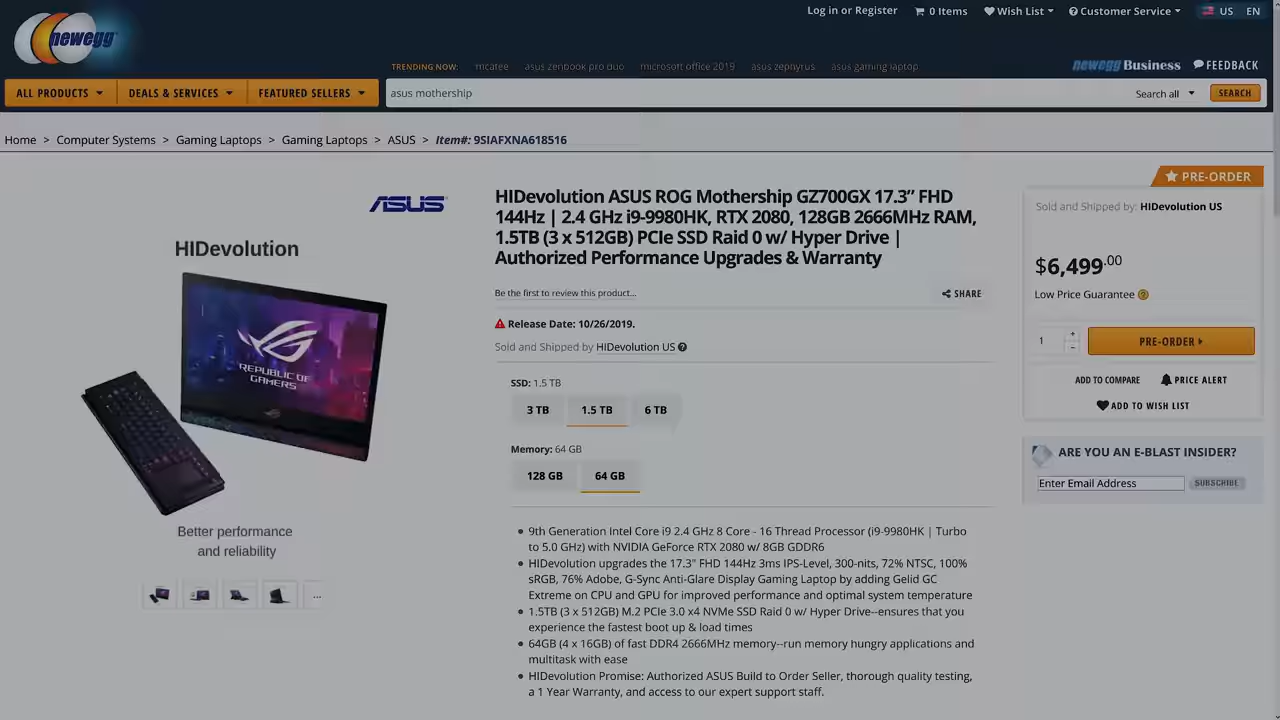 Log in or Register 0 Items Wish List Customer Service US EN
newegg
TRENDING NOW: mcafee asus zenbook pro duo microsoft office 2019 asus zephyrus asus gaming laptop
newegg Business FEEDBACK
ALL PRODUCTS DEALS & SERVICES FEATURED SELLERS asus mothership Search all SEARCH
Home > Computer Systems > Gaming Laptops > Gaming Laptops > ASUS > Item#: 9SIAFXNA618516
ASUS
HIDevolution
REPUBLIC OF
GAMERS
Better performance
and reliability
...
HIDevolution ASUS ROG Mothership GZ700GX 17.3” FHD
144Hz | 2.4 GHz i9-9980HK, RTX 2080, 128GB 2666MHz RAM,
1.5TB (3 x 512GB) PCIe SSD Raid 0 w/ Hyper Drive |
Authorized Performance Upgrades & Warranty
Be the first to review this product... SHARE
Release Date: 10/26/2019.
Sold and Shipped by HIDevolution US
SSD: 1.5 TB
3 TB 1.5 TB 6 TB
Memory: 64 GB
128 GB 64 GB
9th Generation Intel Core i9 2.4 GHz 8 Core - 16 Thread Processor (i9-9980HK | Turbo
to 5.0 GHz) with NVIDIA GeForce RTX 2080 w/ 8GB GDDR6
HIDevolution upgrades the 17.3" FHD 144Hz 3ms IPS-Level, 300-nits, 72% NTSC, 100%
sRGB, 76% Adobe, G-Sync Anti-Glare Display Gaming Laptop by adding Gelid GC
Extreme on CPU and GPU for improved performance and optimal system temperature
1.5TB (3 x 512GB) M.2 PCIe 3.0 x4 NVMe SSD Raid 0 w/ Hyper Drive--ensures that you
experience the fastest boot up & load times
64GB (4 x 16GB) of fast DDR4 2666MHz memory--run memory hungry applications and
multitask with ease
HIDevolution Promise: Authorized ASUS Build to Order Seller, thorough quality testing,
a 1 Year Warranty, and access to our expert support staff.
PRE-ORDER
Sold and Shipped by: HIDevolution US
$6,499.00
Low Price Guarantee
1 + - PRE-ORDER
ADD TO COMPARE PRICE ALERT
ADD TO WISH LIST
ARE YOU AN E-BLAST INSIDER?
Enter Email Address SUBSCRIBE